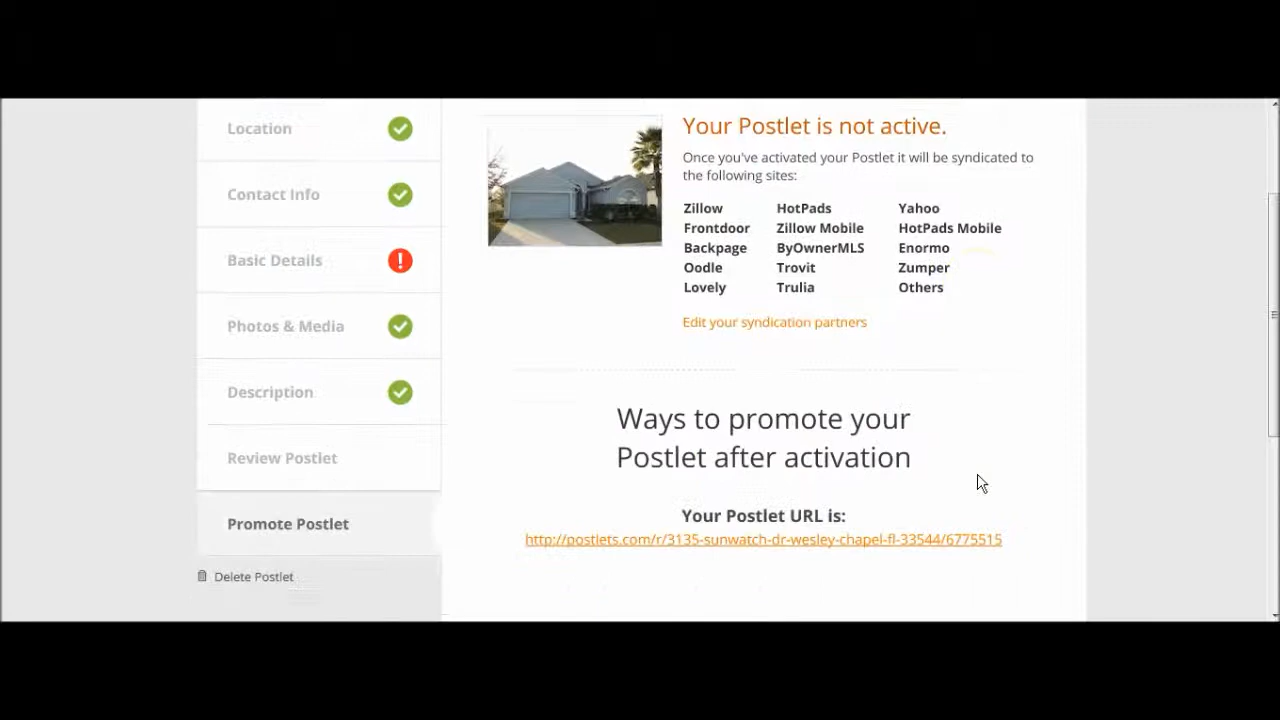 Location
Contact Info
Basic Details
Photos & Media
Description
Review Postlet
Promote Postlet
Delete Postlet
Your Postlet is not active.
Once you've activated your Postlet it will be syndicated to
the following sites:
Zillow HotPads Yahoo
Frontdoor Zillow Mobile HotPads Mobile
Backpage ByOwnerMLS Enormo
Oodle Trovit Zumper
Lovely Trulia Others
Edit your syndication partners
Ways to promote your
Postlet after activation
Your Postlet URL is:
http://postlets.com/r/3135-sunwatch-dr-wesley-chapel-fl-33544/6775515